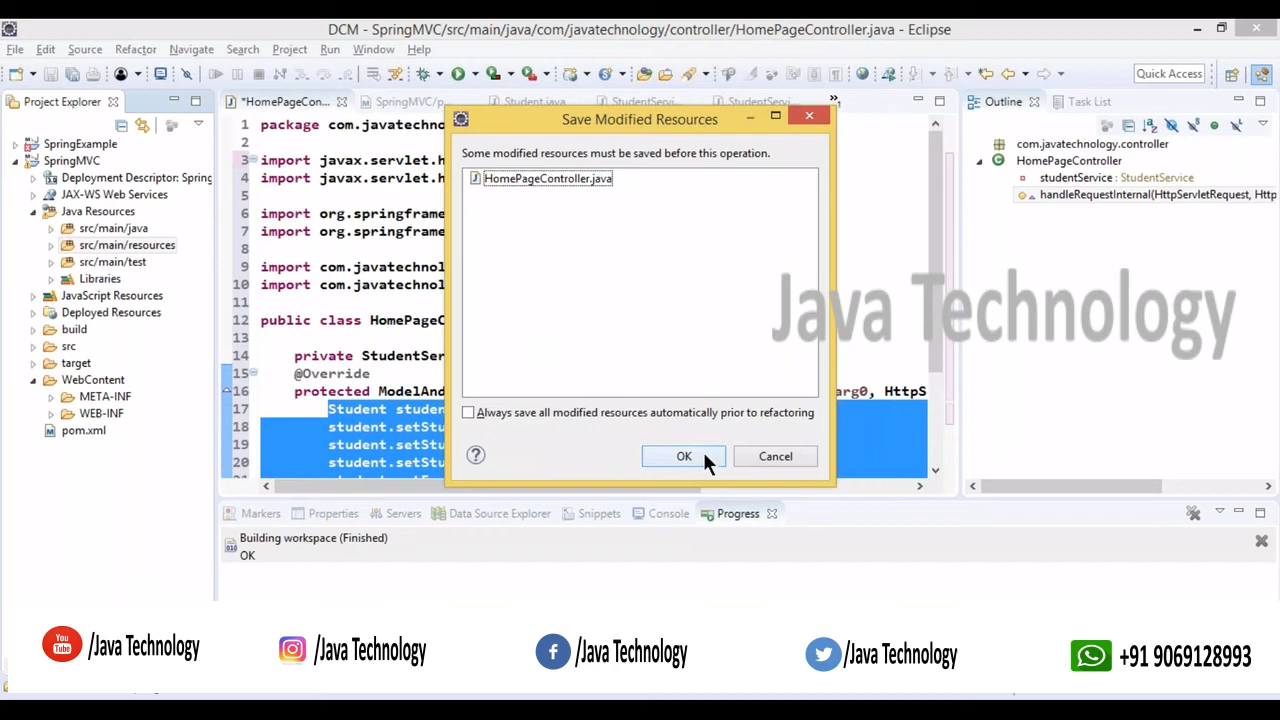 DCM - SpringMVC/src/main/java/com/javatechnology/controller/HomePageController.java - Eclipse
File Edit Source Refactor Navigate Search Project Run Window Help
Quick Access
Project Explorer
SpringExample
SpringMVC
Deployment Descriptor: Spring
JAX-WS Web Services
Java Resources
src/main/java
src/main/resources
src/main/test
Libraries
JavaScript Resources
Deployed Resources
build
src
target
WebContent
META-INF
WEB-INF
pom.xml
*HomePageCon... SpringMVC/p Student.java StudentServi StudentServi
1 package com.javatechno
2
3 import javax.servlet.h
4 import javax.servlet.h
5
6 import org.springframe
7 import org.springframe
8
9 import com.javatechnol
10 import com.javatechnol
11
12 public class HomePageC
13
14 private StudentSer
15 @Override
16 protected ModelAnd arg0, HttpS
17 Student studen
18 student.setStu
19 student.setStu
20 student.setStu
Save Modified Resources
Some modified resources must be saved before this operation.
HomePageController.java
Always save all modified resources automatically prior to refactoring
OK Cancel
Outline Task List
com.javatechnology.controller
HomePageController
studentService : StudentService
handleRequestInternal(HttpServletRequest, Http
Java Technology
Markers Properties Servers Data Source Explorer Snippets Console Progress
Building workspace (Finished)
OK
You Tube /Java Technology /Java Technology /Java Technology /Java Technology +91 9069128993